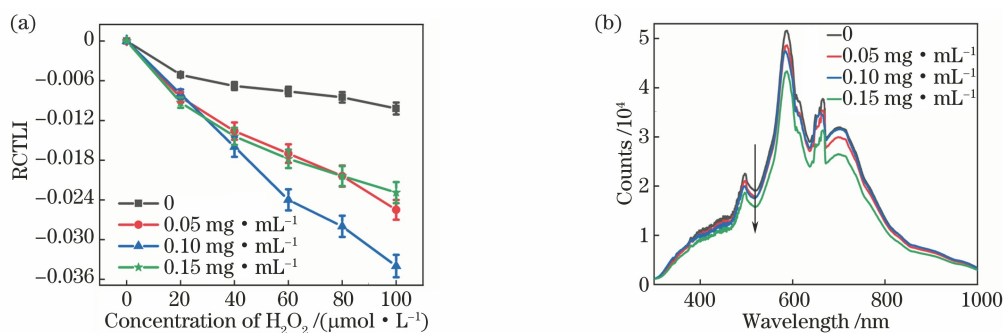 (a)
0
−0.006
−0.012
−0.018
−0.024
−0.030
−0.036
RCTLI
0
0.05 mg·mL⁻¹
0.10 mg·mL⁻¹
0.15 mg·mL⁻¹
0 20 40 60 80 100
Concentration of H₂O₂/(μmol·L⁻¹)
(b)
5
4
3
2
1
0
Counts /10⁴
0
0.05 mg·mL⁻¹
0.10 mg·mL⁻¹
0.15 mg·mL⁻¹
400 600 800 1000
Wavelength /nm